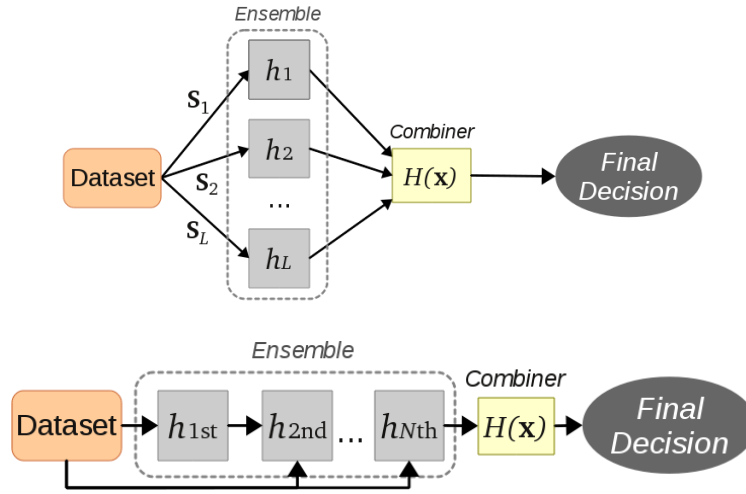 Ensemble
h1
S1
Combiner
Dataset
S2
h2
H(x)
Final
Decision
...
SL
hL
Ensemble
Combiner
Dataset
h1st
h2nd
...
hNth
H(x)
Final
Decision